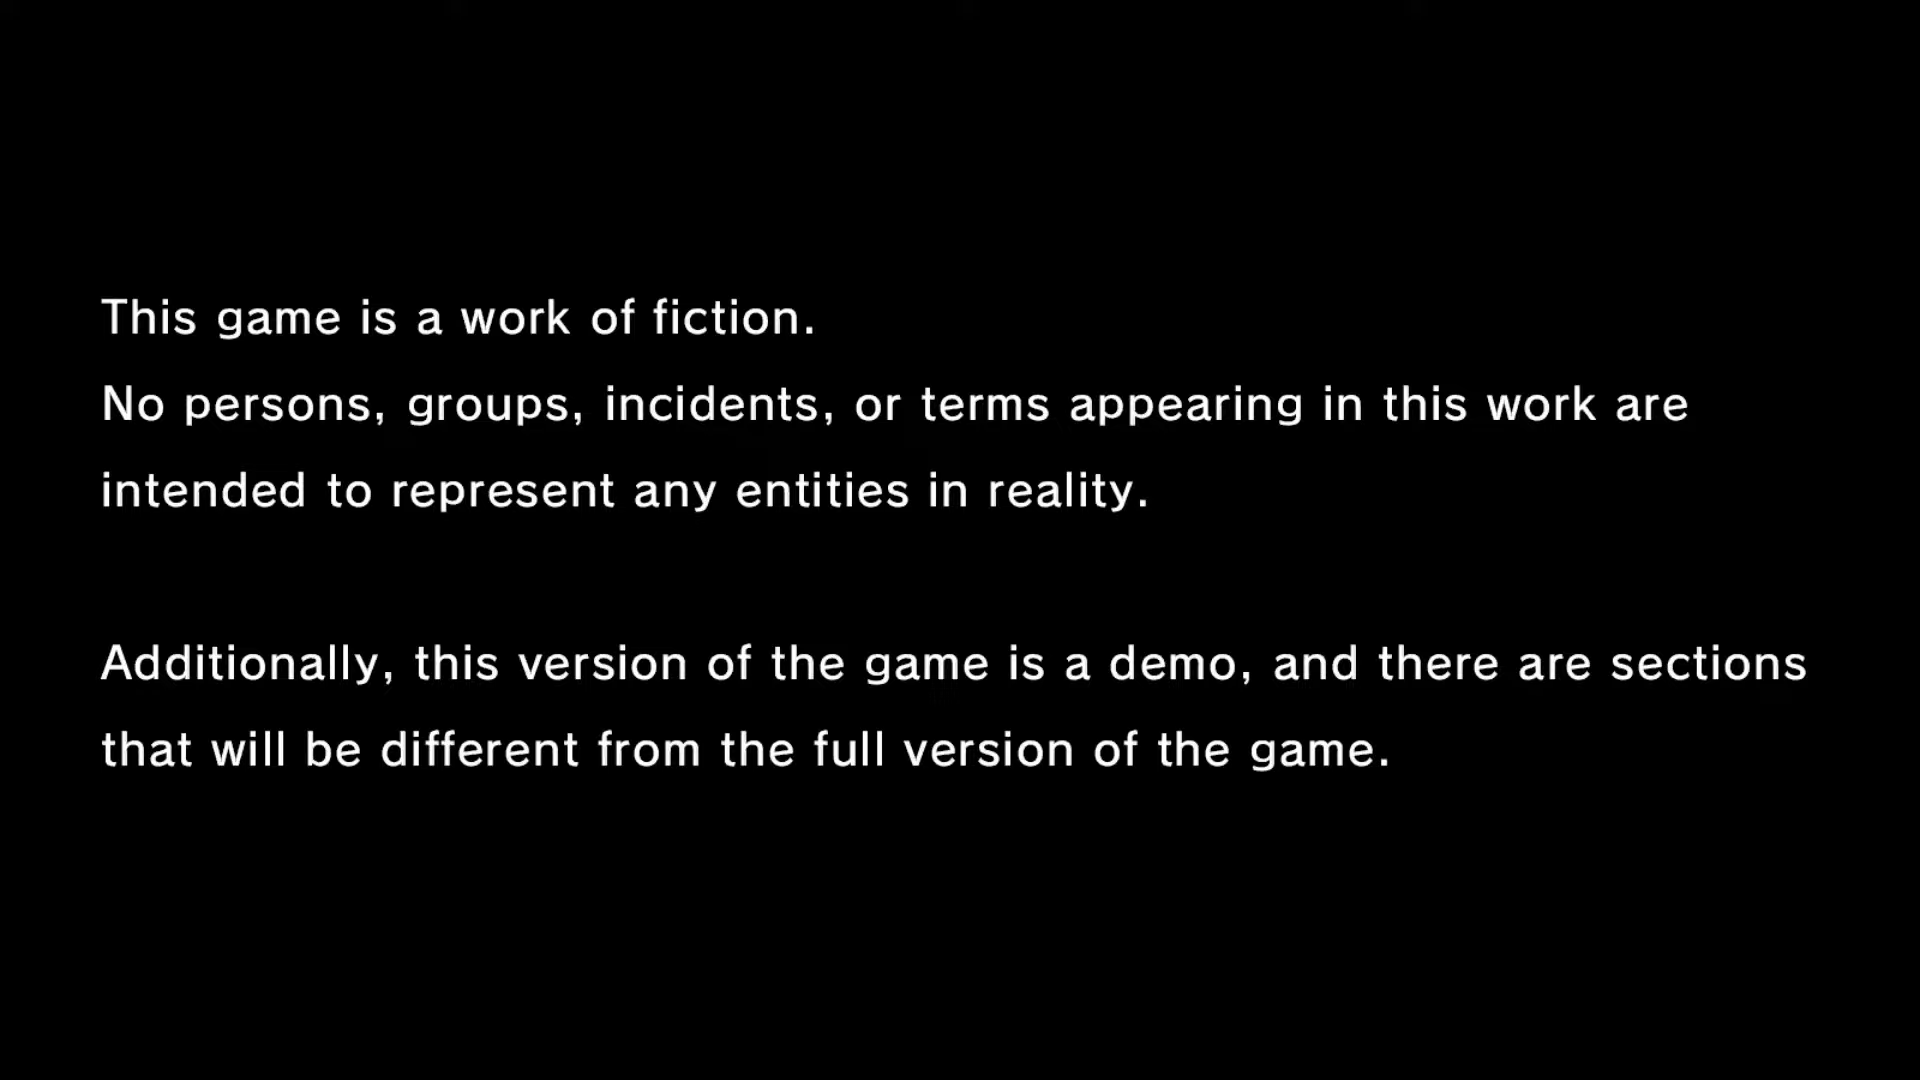 This game is a work of fiction.
No persons, groups, incidents, or terms appearing in this work are
intended to represent any entities in reality.
Additionally, this version of the game is a demo, and there are sections
that will be different from the full version of the game.